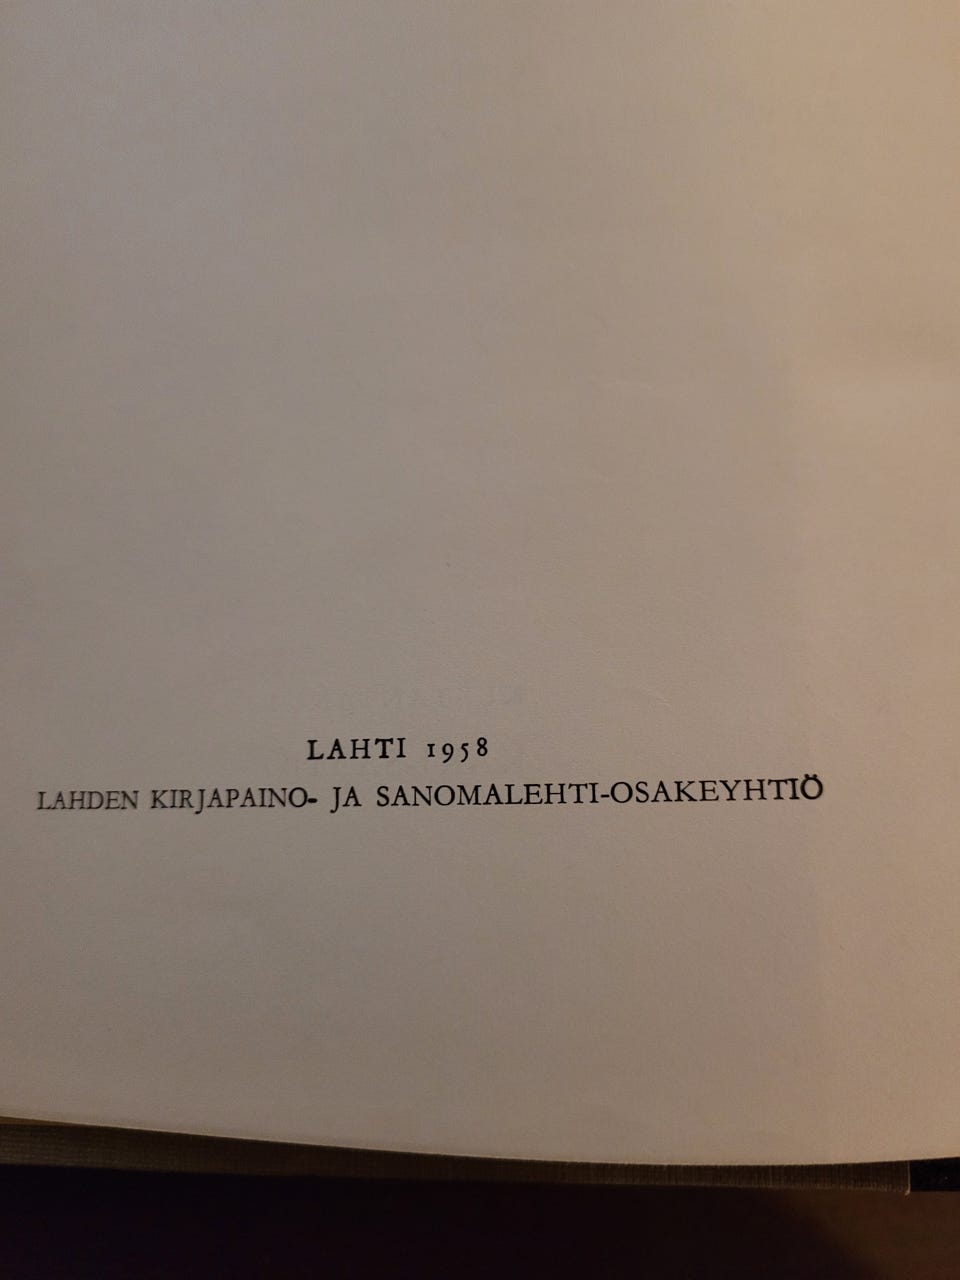 LAHTI 1958
LAHDEN KIRJAPAINO- JA SANOMALEHTI-OSAKEYHTIÖ